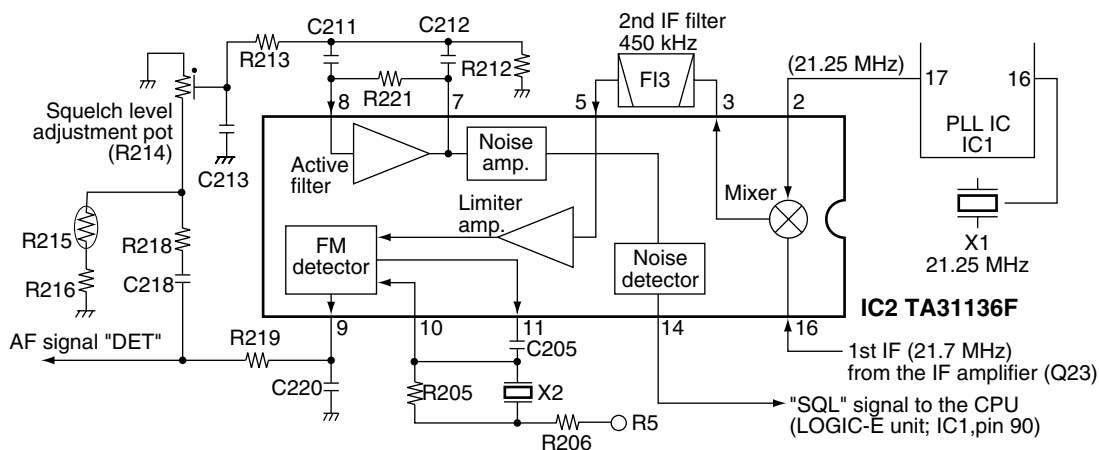 C211
C212
2nd IF filter
450 kHz
R213
R212
R221
FI3
(21.25 MHz)
17
16
PLL IC
IC1
8
7
5
3
2
Squelch level
adjustment pot
(R214)
C213
Active
filter
Noise
amp.
Mixer
X1
21.25 MHz
Limiter
amp.
R215
R218
FM
detector
Noise
detector
R216
C218
IC2 TA31136F
AF signal "DET"
R219
9
10
11
14
16
C205
C220
R205
X2
R206
R5
1st IF (21.7 MHz)
from the IF amplifier (Q23)
"SQL" signal to the CPU
(LOGIC-E unit; IC1,pin 90)